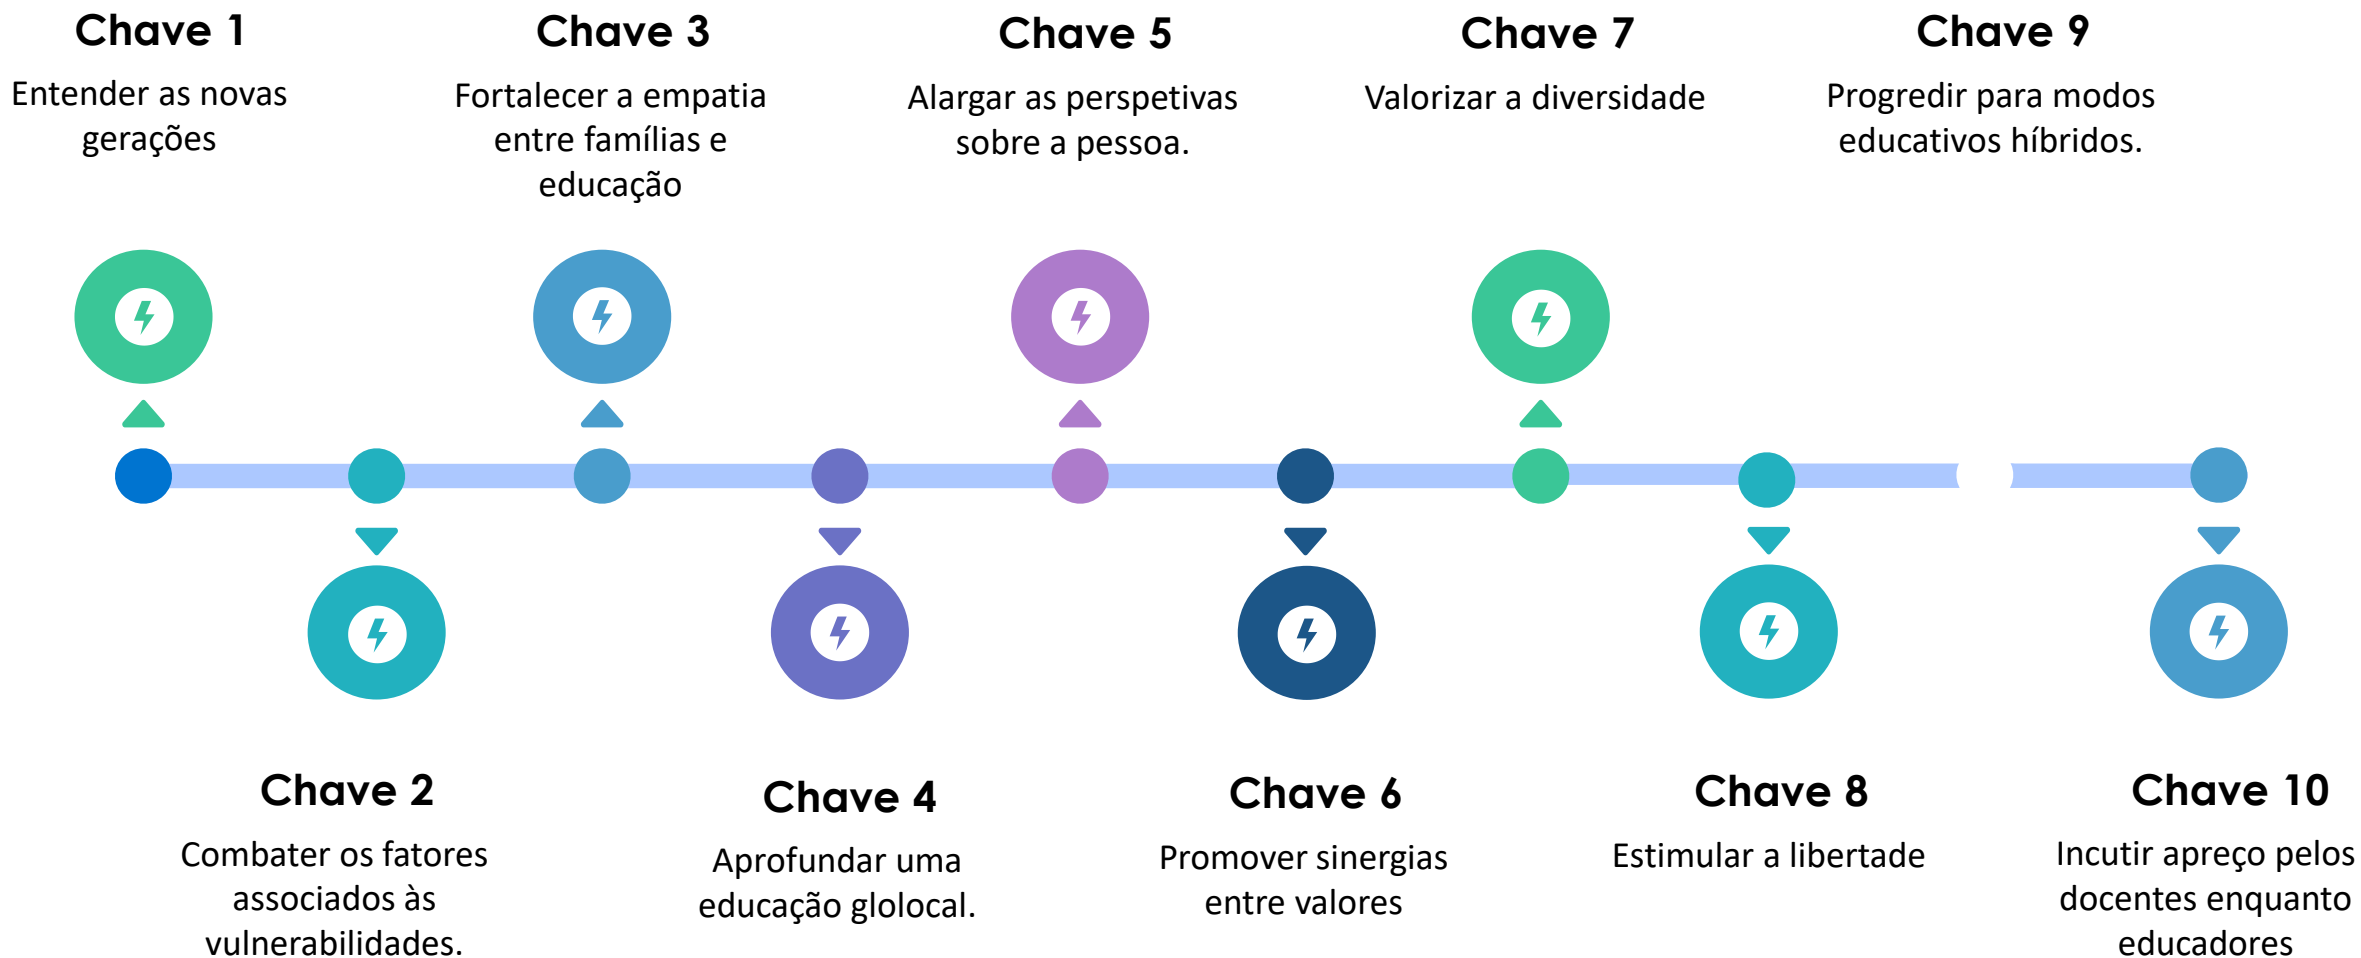 Chave 1
Entender as novas
gerações
Chave 2
Combater os fatores
associados às
vulnerabilidades.
Chave 3
Fortalecer a empatia
entre famílias e
educação
Chave 4
Aprofundar uma
educação glolocal.
Chave 5
Alargar as perspetivas
sobre a pessoa.
Chave 6
Promover sinergias
entre valores
Chave 7
Valorizar a diversidade
Chave 8
Estimular a libertade
Chave 9
Progredir para modos
educativos híbridos.
Chave 10
Incutir apreço pelos
docentes enquanto
educadores